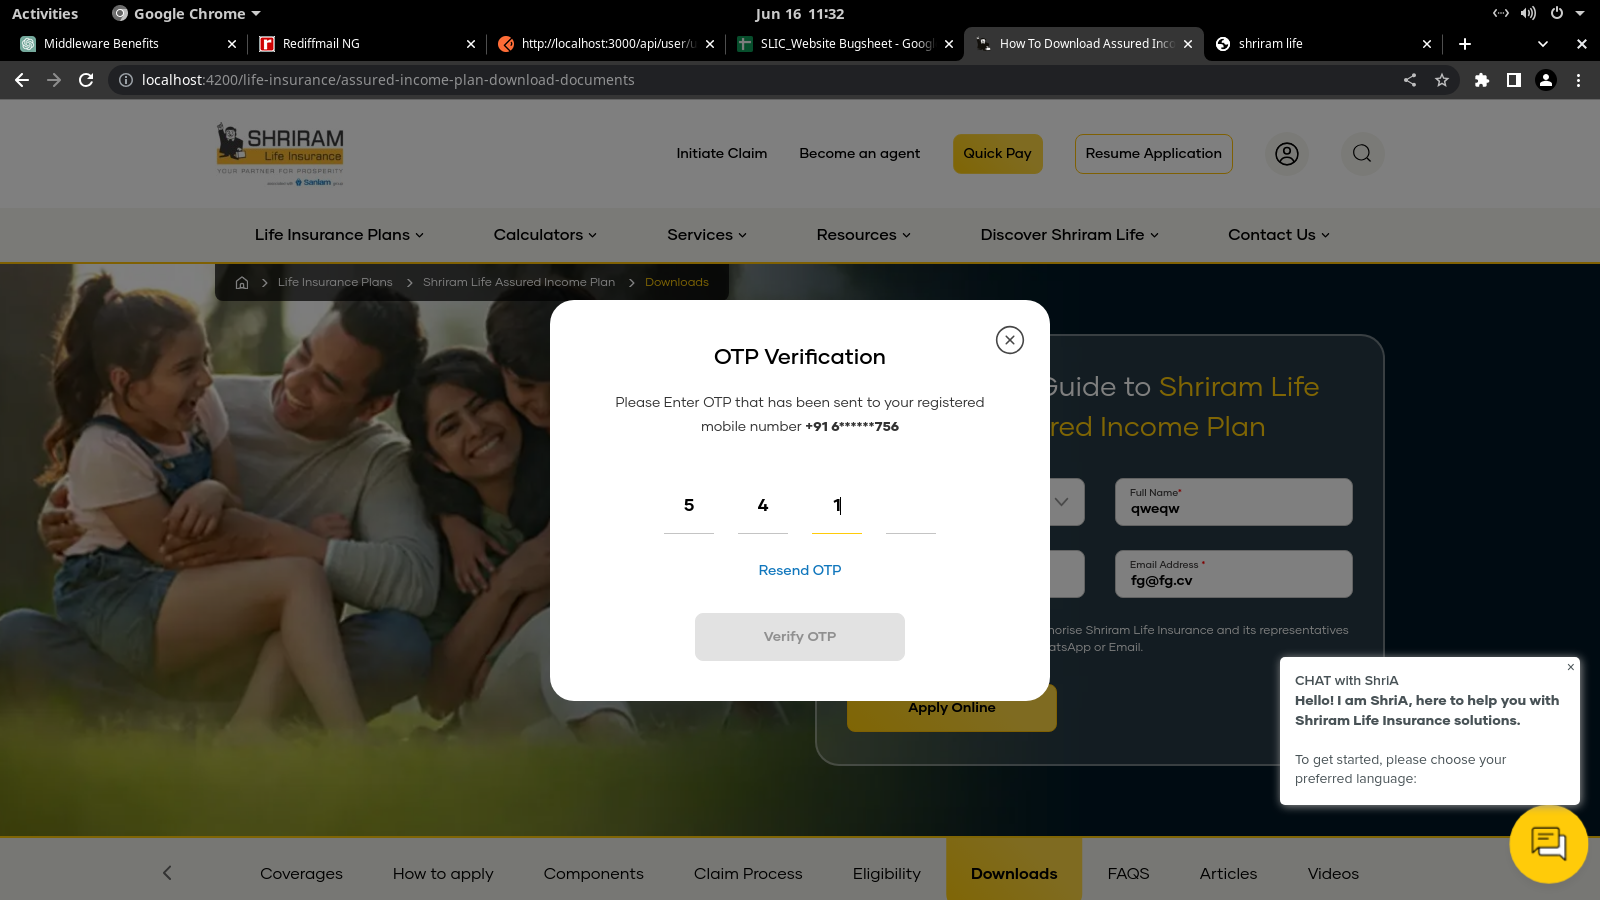 Activities
Google Chrome
Jun 16 11:32
Middleware Benefits
Rediffmail NG
http://localhost:3000/api/user/u
SLIC_Website Bugsheet - Googl
How To Download Assured Inco
shriram life
localhost:4200/life-insurance/assured-income-plan-download-documents
SHRIRAM
Life Insurance
YOUR PARTNER FOR PROSPERITY
Sanlam
Initiate Claim
Become an agent
Quick Pay
Resume Application
Life Insurance Plans
Calculators
Services
Resources
Discover Shriram Life
Contact Us
Life Insurance Plans
Shriram Life Assured Income Plan
Downloads
OTP Verification
Please Enter OTP that has been sent to your registered
mobile number +91 6******756
5 4 1
Resend OTP
Verify OTP
Guide to Shriram Life
red Income Plan
Full Name*
qweqw
Email Address *
fg@fg.cv
horise Shriram Life Insurance and its representatives
atsApp or Email.
Apply Online
CHAT with ShriA
Hello! I am ShriA, here to help you with
Shriram Life Insurance solutions.
To get started, please choose your
preferred language:
Coverages
How to apply
Components
Claim Process
Eligibility
Downloads
FAQS
Articles
Videos